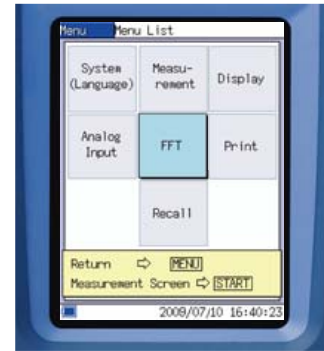 Menu Menu List
System Measu- Display
(Language) rement
Analog FFT Print
Input
Recall
Return ⇨ MENU
Measurement Screen ⇨ START
2009/07/10 16:40:23